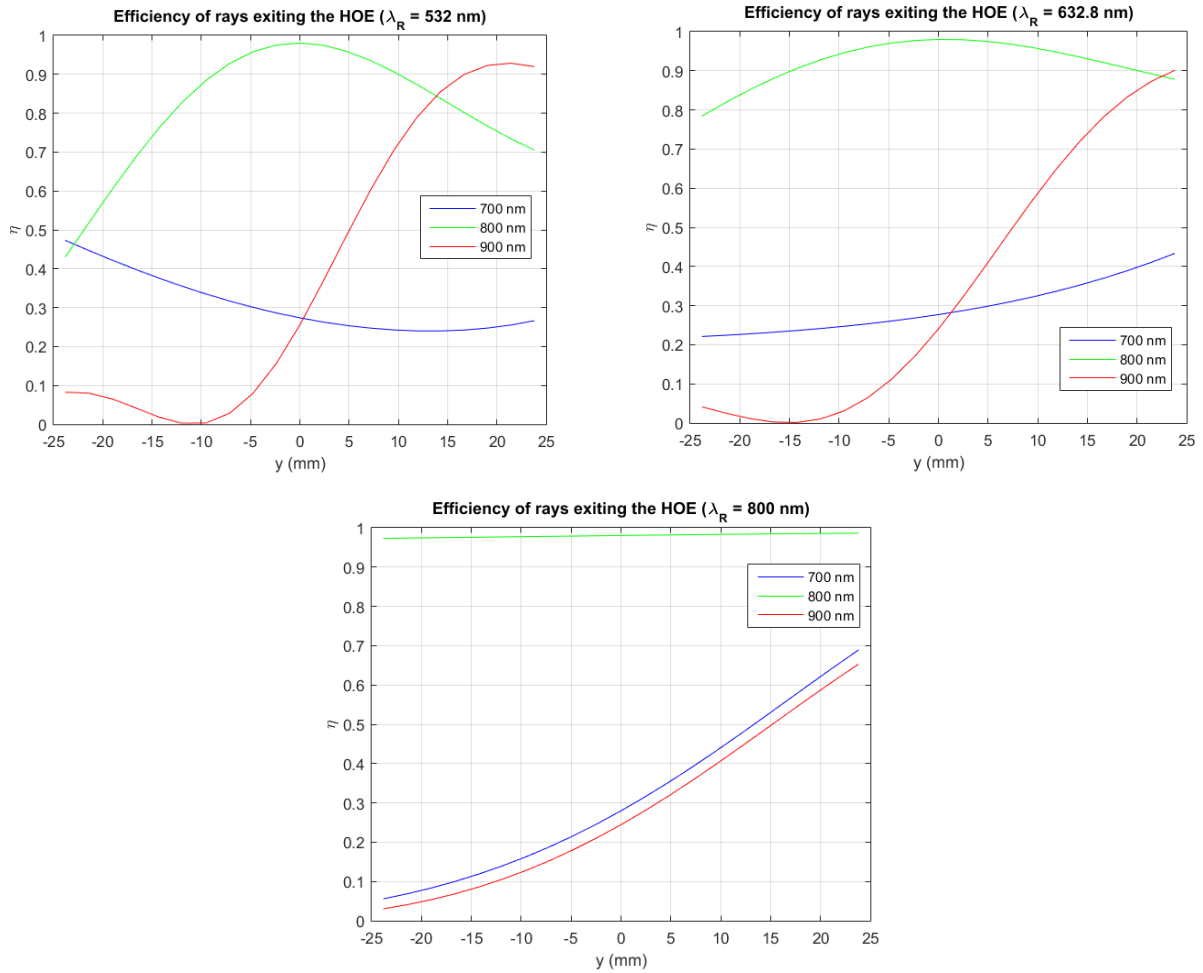 Efficiency of rays exiting the HOE (λR = 532 nm)
1
0.9
0.8
0.7
0.6
0.5
0.4
0.3
0.2
0.1
0
η
700 nm
800 nm
900 nm
-25 -20 -15 -10 -5 0 5 10 15 20 25
y (mm)
Efficiency of rays exiting the HOE (λR = 632.8 nm)
1
0.9
0.8
0.7
0.6
0.5
0.4
0.3
0.2
0.1
0
η
700 nm
800 nm
900 nm
-25 -20 -15 -10 -5 0 5 10 15 20 25
y (mm)
Efficiency of rays exiting the HOE (λR = 800 nm)
1
0.9
0.8
0.7
0.6
0.5
0.4
0.3
0.2
0.1
0
η
700 nm
800 nm
900 nm
-25 -20 -15 -10 -5 0 5 10 15 20 25
y (mm)